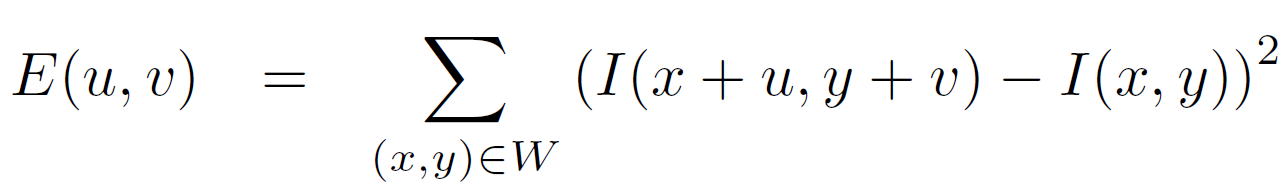 E(u, v) = ∑ (I(x + u, y + v) − I(x, y))²
(x,y)∈W